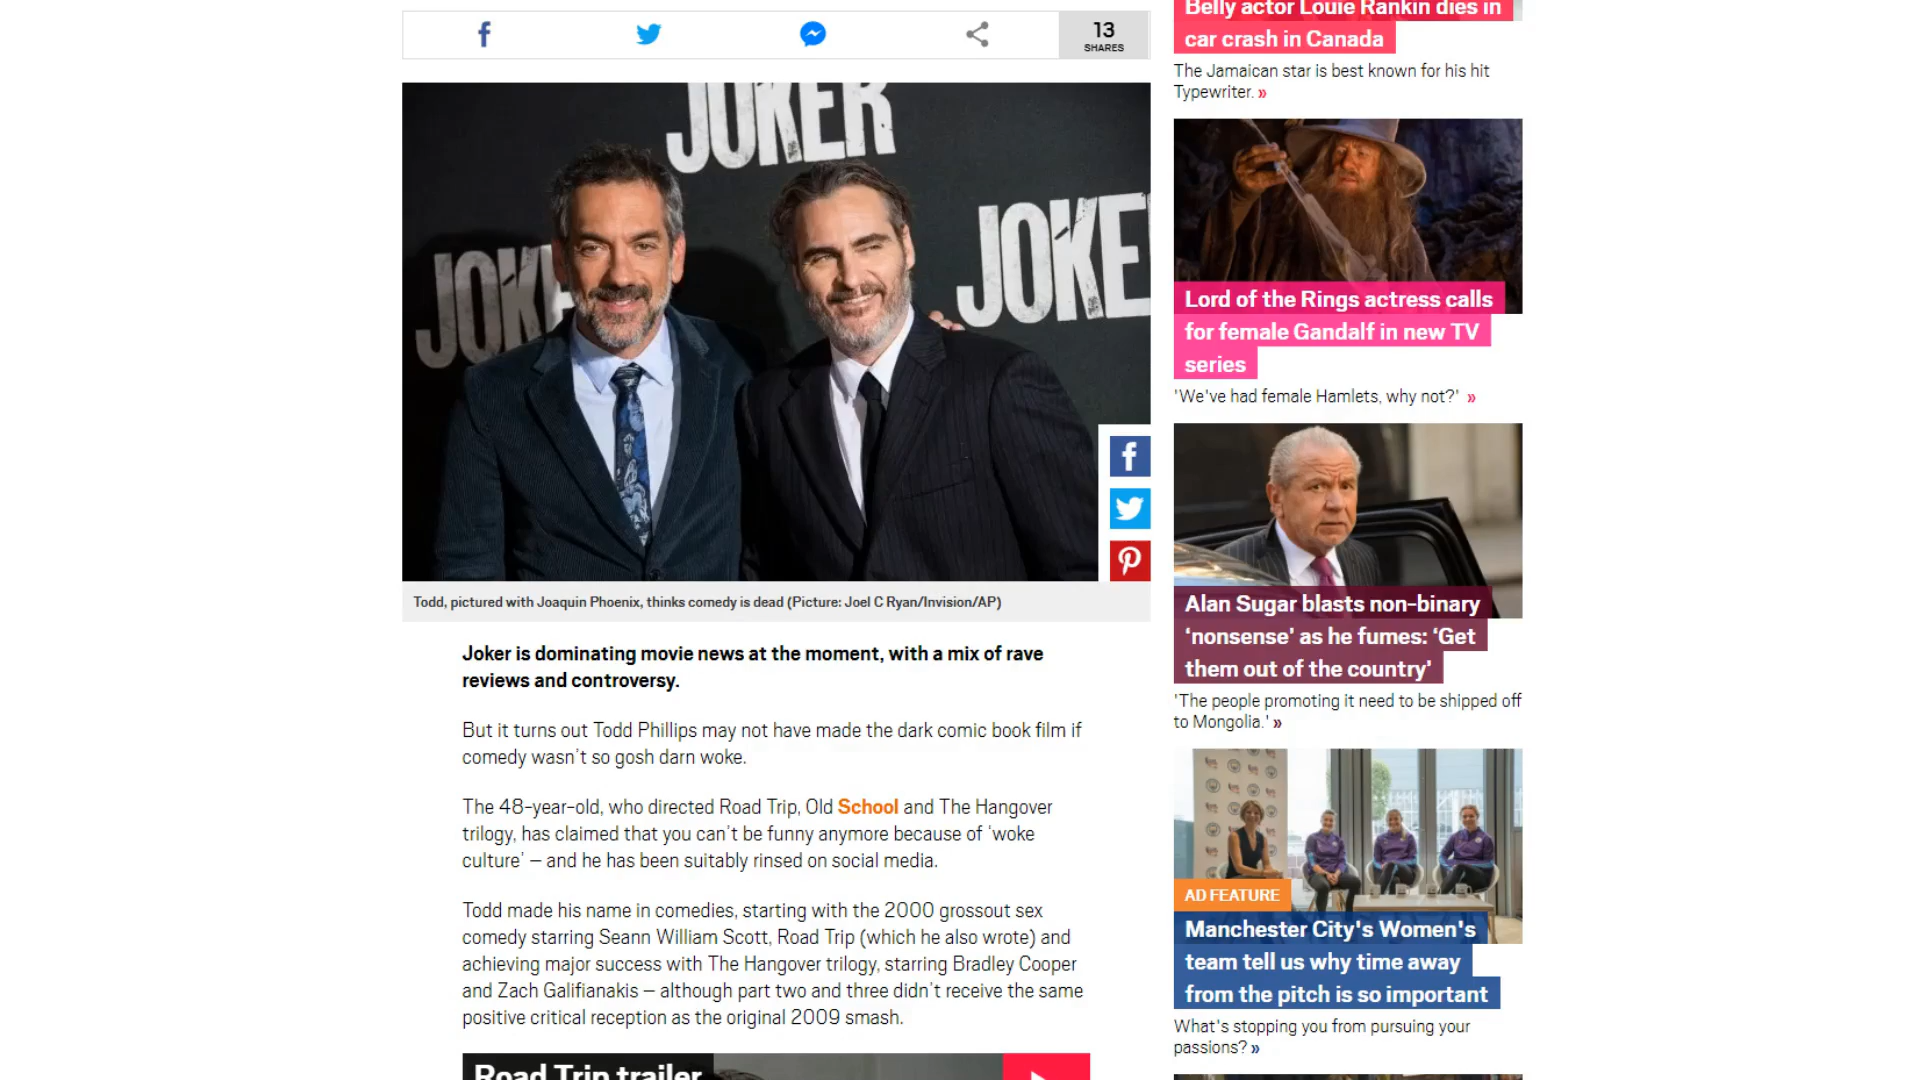 13
SHARES
JOKER
JOKE
JOKE
Todd, pictured with Joaquin Phoenix, thinks comedy is dead (Picture: Joel C Ryan/Invision/AP)
Joker is dominating movie news at the moment, with a mix of rave
reviews and controversy.
But it turns out Todd Phillips may not have made the dark comic book film if
comedy wasn’t so gosh darn woke.
The 48-year-old, who directed Road Trip, Old School and The Hangover
trilogy, has claimed that you can’t be funny anymore because of ‘woke
culture’ – and he has been suitably rinsed on social media.
Todd made his name in comedies, starting with the 2000 grossout sex
comedy starring Seann William Scott, Road Trip (which he also wrote) and
achieving major success with The Hangover trilogy, starring Bradley Cooper
and Zach Galifianakis – although part two and three didn’t receive the same
positive critical reception as the original 2009 smash.
Road Trip trailer
Belly actor Louie Rankin dies in
car crash in Canada
The Jamaican star is best known for his hit
Typewriter. »
Lord of the Rings actress calls
for female Gandalf in new TV
series
'We've had female Hamlets, why not?' »
Alan Sugar blasts non-binary
‘nonsense’ as he fumes: ‘Get
them out of the country’
'The people promoting it need to be shipped off
to Mongolia.' »
AD FEATURE
Manchester City's Women's
team tell us why time away
from the pitch is so important
What's stopping you from pursuing your
passions? »